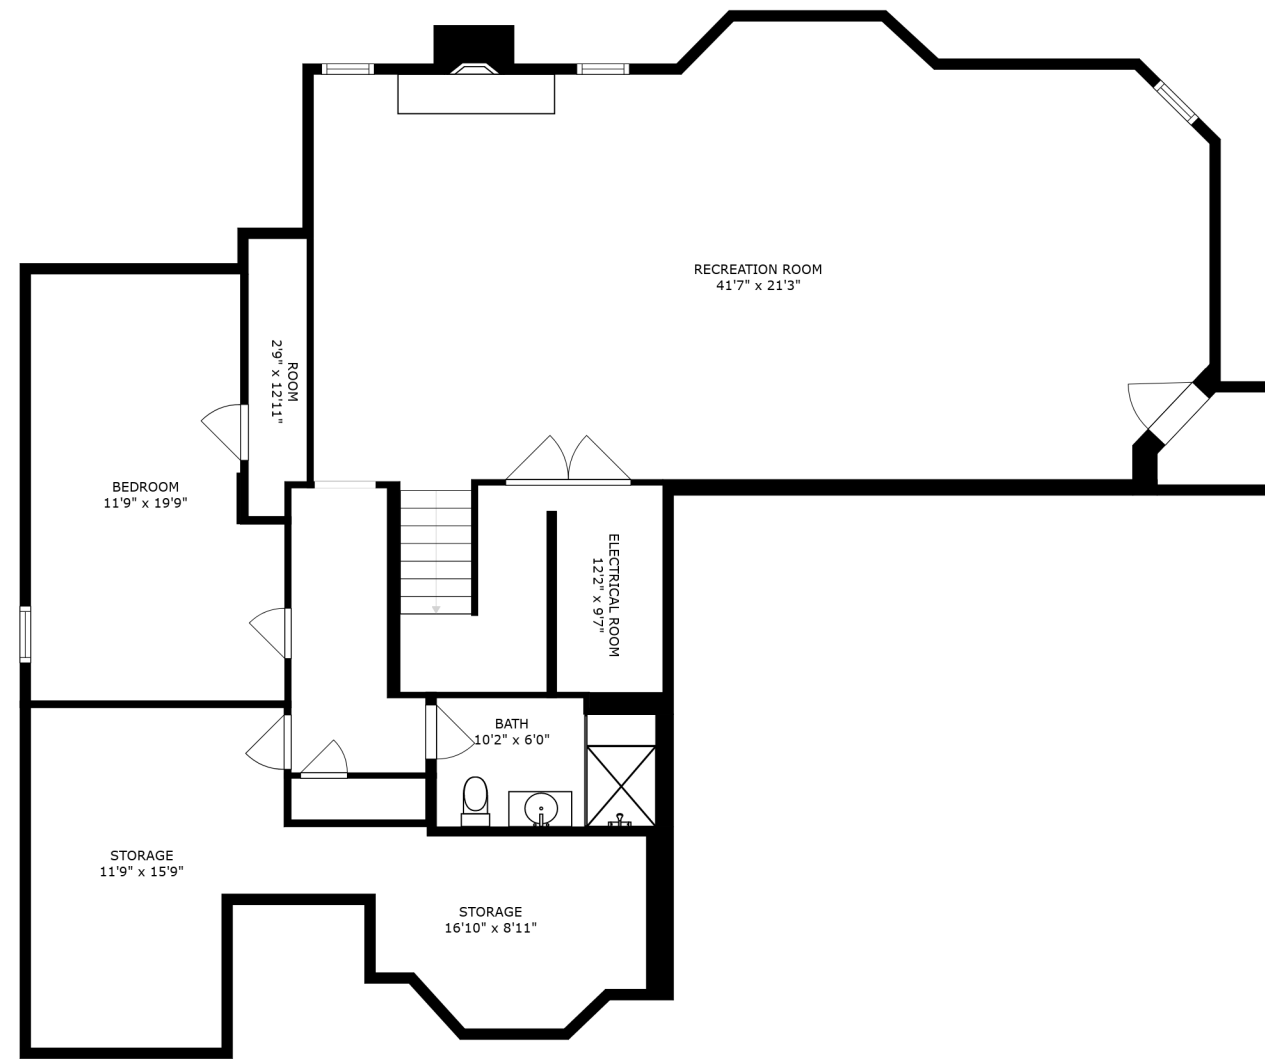 RECREATION ROOM
41'7" x 21'3"
ROOM
2'9" x 12'11"
BEDROOM
11'9" x 19'9"
ELECTRICAL ROOM
12'2" x 9'7"
BATH
10'2" x 6'0"
STORAGE
11'9" x 15'9"
STORAGE
16'10" x 8'11"